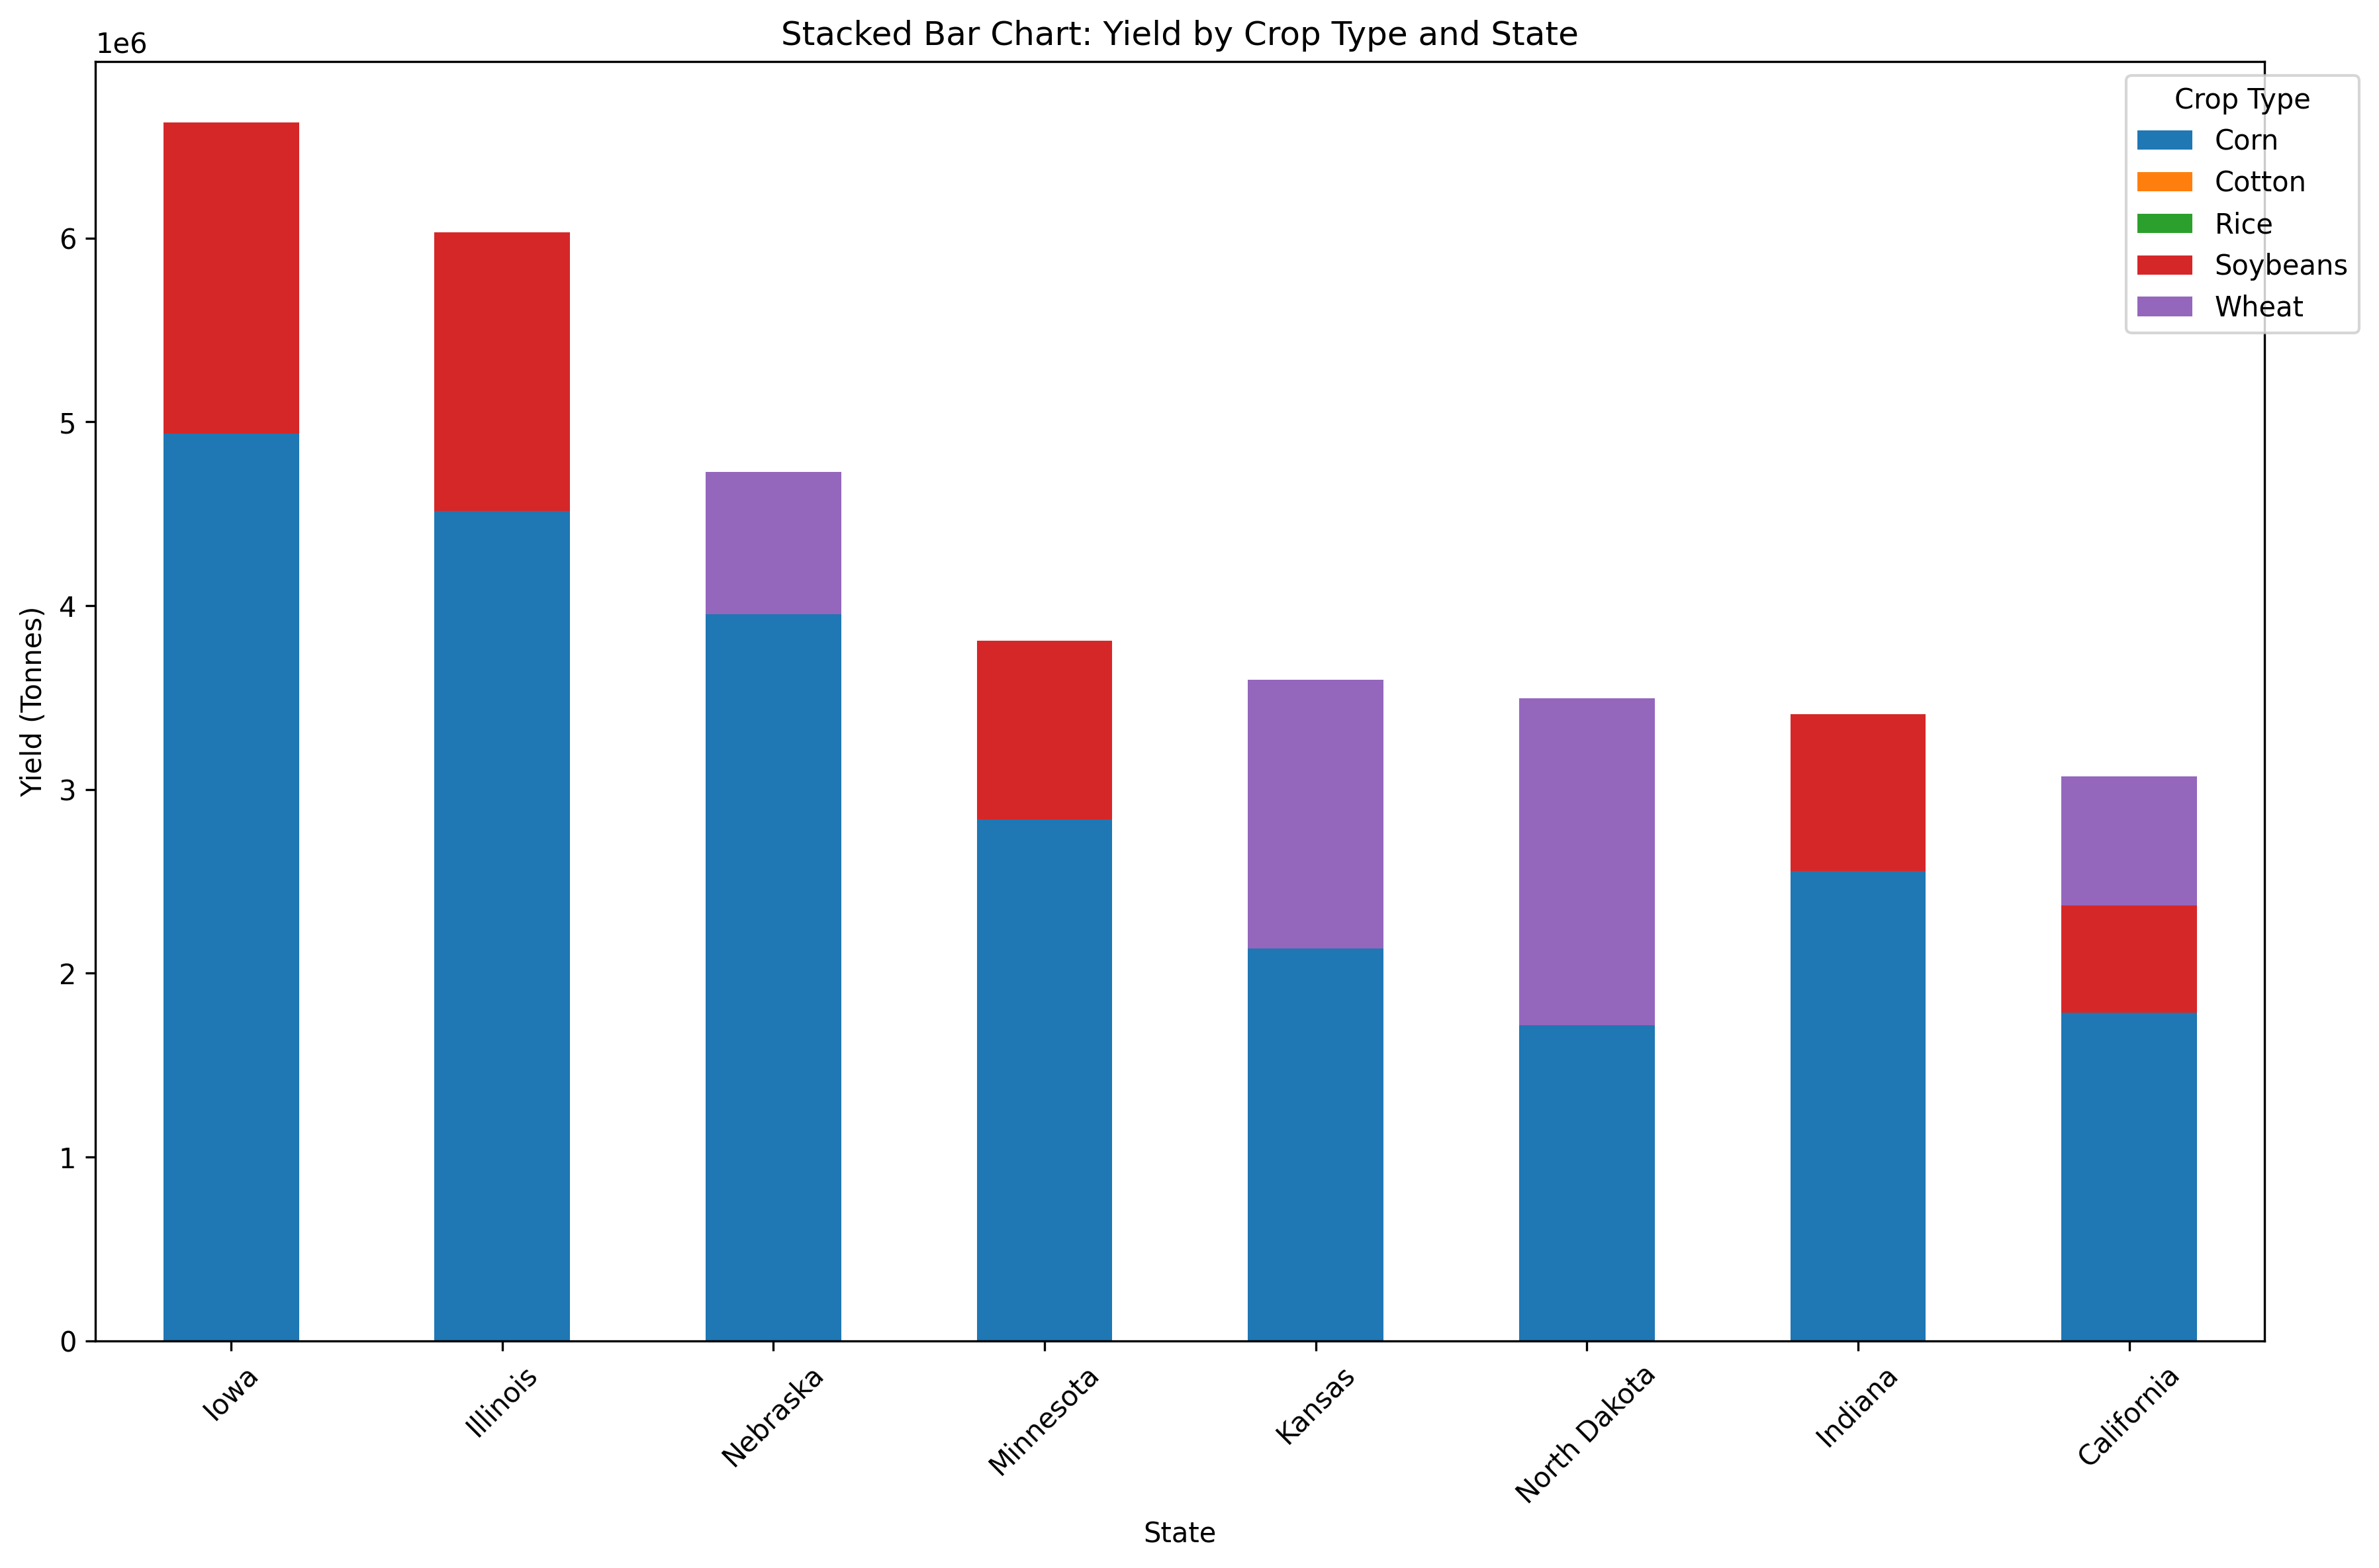 Stacked Bar Chart: Yield by Crop Type and State
1e6
Crop Type
Corn
Cotton
Rice
Soybeans
Wheat
Yield (Tonnes)
6
5
4
3
2
1
0
Iowa
Illinois
Nebraska
Minnesota
Kansas
North Dakota
Indiana
California
State